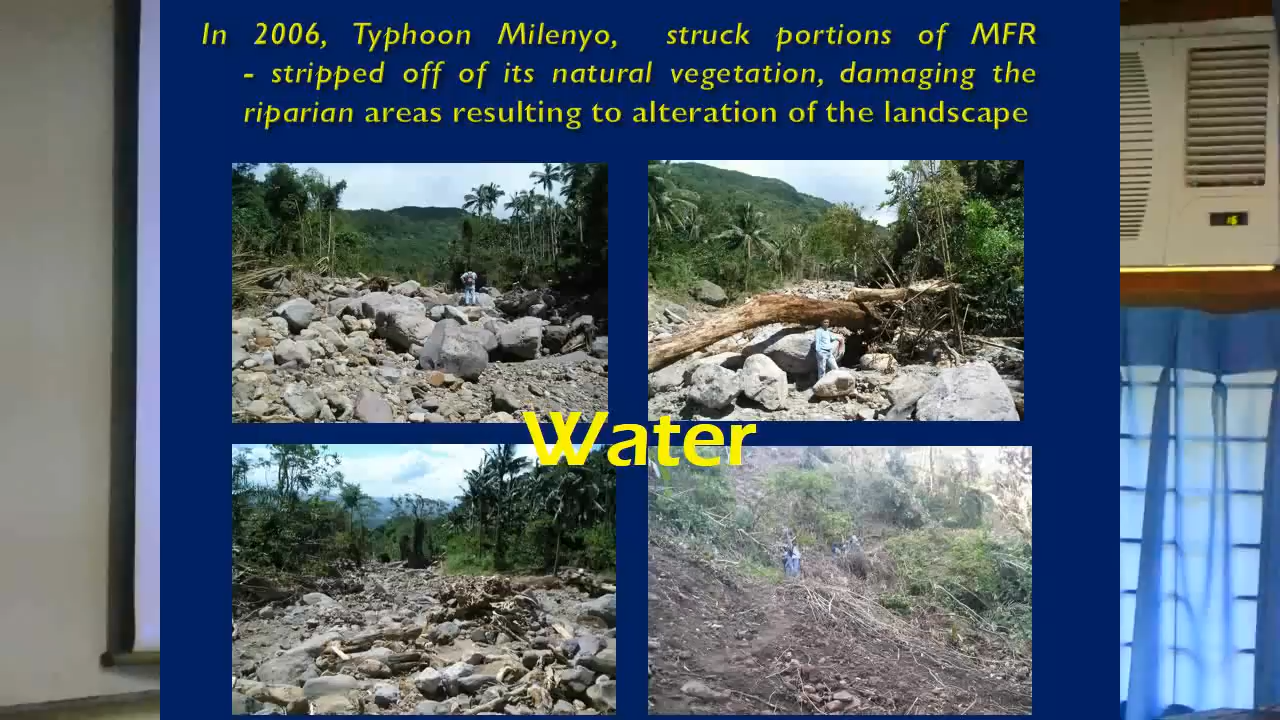 In 2006, Typhoon Milenyo, struck portions of MFR
- stripped off of its natural vegetation, damaging the
riparian areas resulting to alteration of the landscape
Water